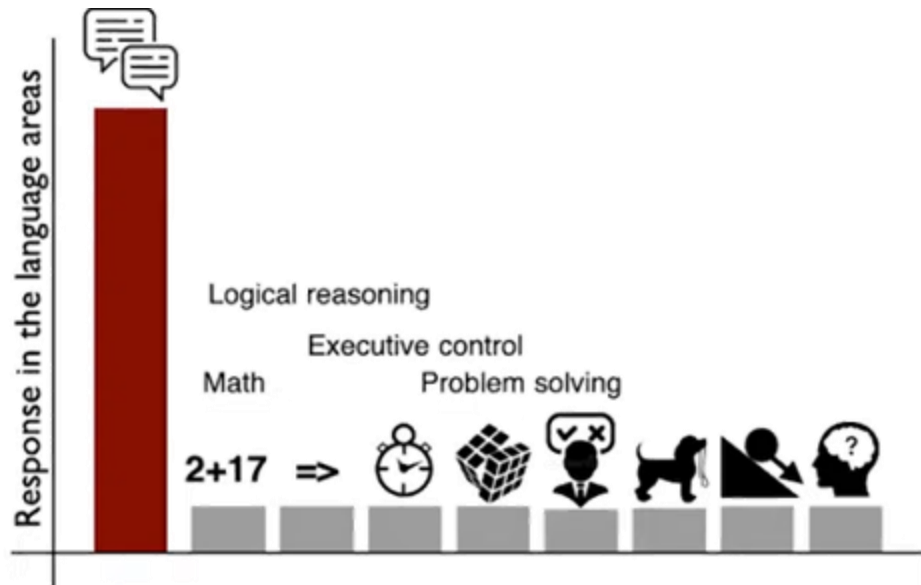 Response in the language areas
Logical reasoning
Executive control
Math
Problem solving
2+17
=>
?